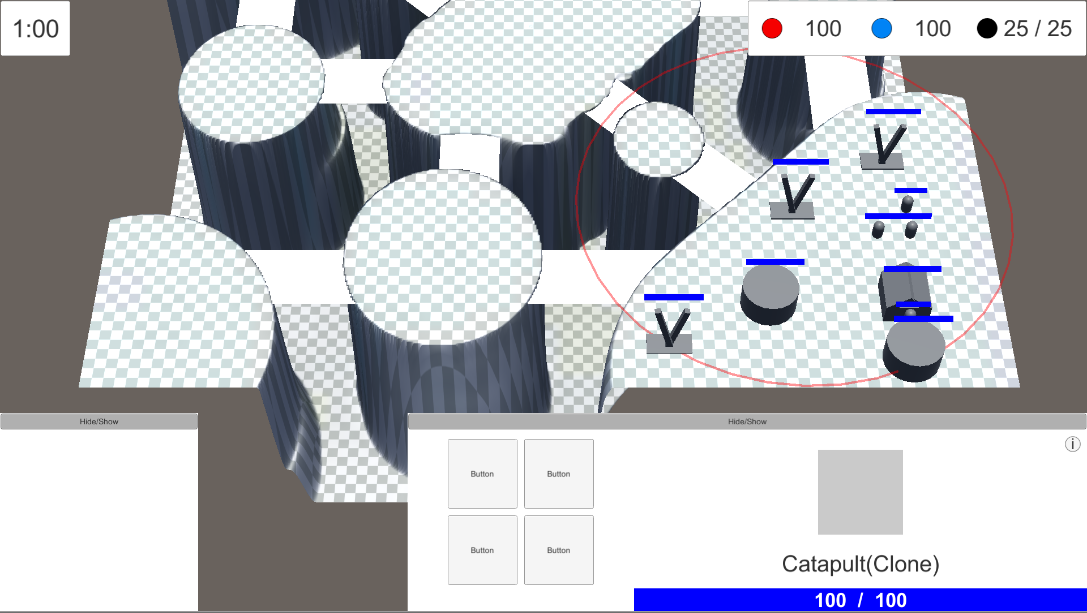 1:00
100 100 25 / 25
Hide/Show
Hide/Show
i
Button Button
Button Button
Catapult(Clone)
100 / 100